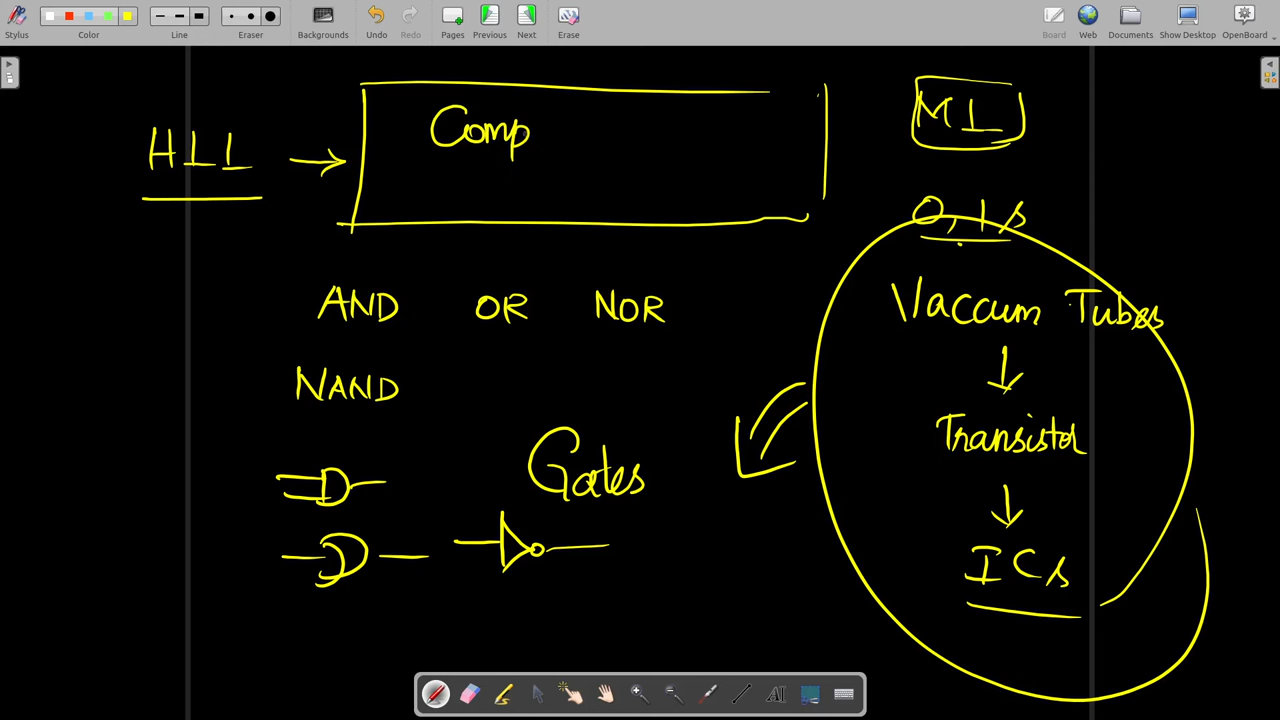 Stylus Color Line Eraser Backgrounds Undo Redo Pages Previous Next Erase Board Web Documents Show Desktop OpenBoard
HLL Comp ML
0, 1 s
AND OR NOR Vaccum Tubes
NAND
Transistor
Gates
ICs